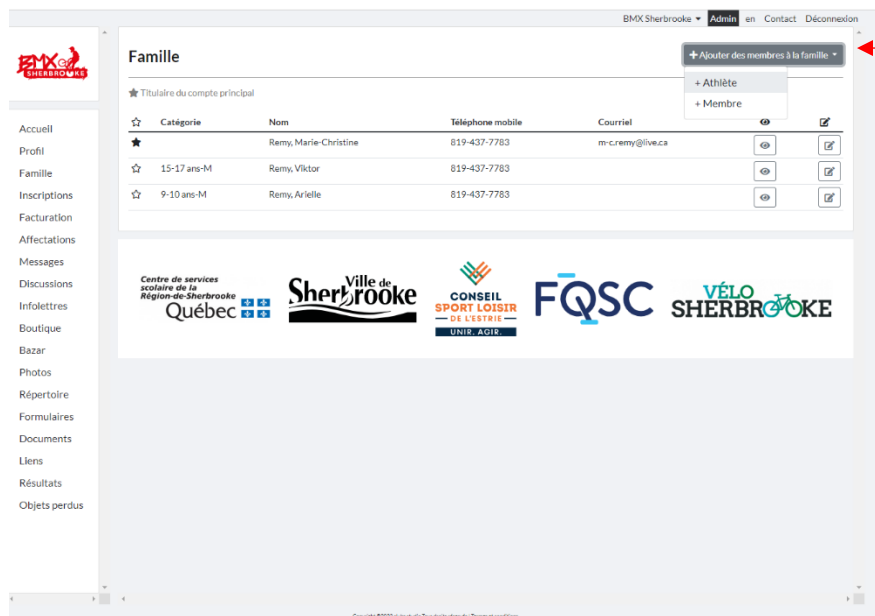 BMX Sherbrooke Admin en Contact Déconnexion
BMX
SHERBROOKE
Famille
+ Ajouter des membres à la famille
+ Athlète
+ Membre
Titulaire du compte principal
Catégorie Nom Téléphone mobile Courriel
Remy, Marie-Christine 819-437-7783 m-c.remy@live.ca
15-17 ans-M Remy, Viktor 819-437-7783
9-10 ans-M Remy, Arielle 819-437-7783
Accueil
Profil
Famille
Inscriptions
Facturation
Affectations
Messages
Discussions
Infolettres
Boutique
Bazar
Photos
Répertoire
Formulaires
Documents
Liens
Résultats
Objets perdus
Centre de services
scolaire de la
Région-de-Sherbrooke
Québec
Ville de
Sherbrooke
CONSEIL
SPORT LOISIR
DE L'ESTRIE
UNIR. AGIR.
FQSC
VÉLO
SHERBROOKE